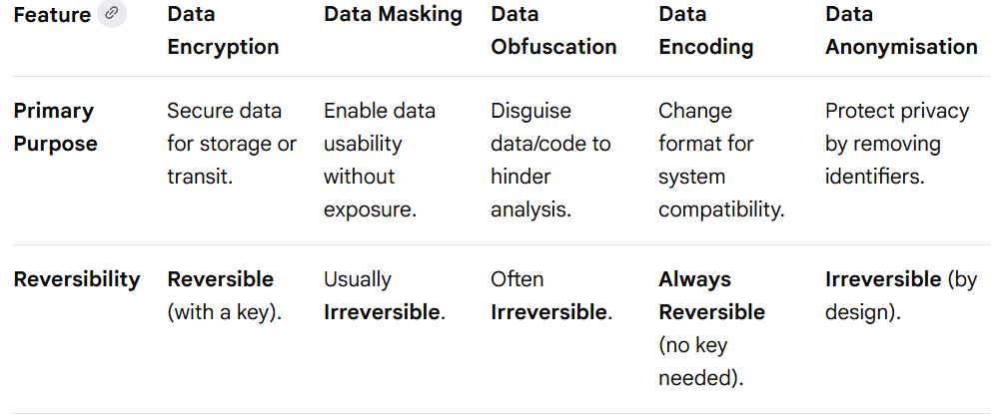 Feature
Data Encryption
Data Masking
Data Obfuscation
Data Encoding
Data Anonymisation
Primary Purpose
Secure data for storage or transit.
Enable data usability without exposure.
Disguise data/code to hinder analysis.
Change format for system compatibility.
Protect privacy by removing identifiers.
Reversibility
Reversible (with a key).
Usually Irreversible.
Often Irreversible.
Always Reversible (no key needed).
Irreversible (by design).